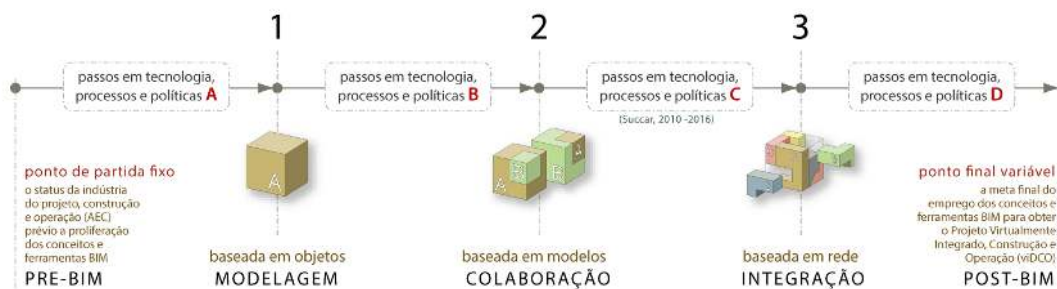 1
2
3
passos em tecnologia,
processos e políticas A
passos em tecnologia,
processos e políticas B
passos em tecnologia,
processos e políticas C
passos em tecnologia,
processos e políticas D
(Succar, 2010 -2016)
A
A
B
ponto de partida fixo
o status da indústria
do projeto, construção
e operação (AEC)
prévio a proliferação
dos conceitos e
ferramentas BIM
PRE-BIM
baseada em objetos
MODELAGEM
baseada em modelos
COLABORAÇÃO
baseada em rede
INTEGRAÇÃO
ponto final variável
a meta final do
emprego dos conceitos e
ferramentas BIM para obter
o Projeto Virtualmente
Integrado, Construção e
Operação (viDCO)
POST-BIM